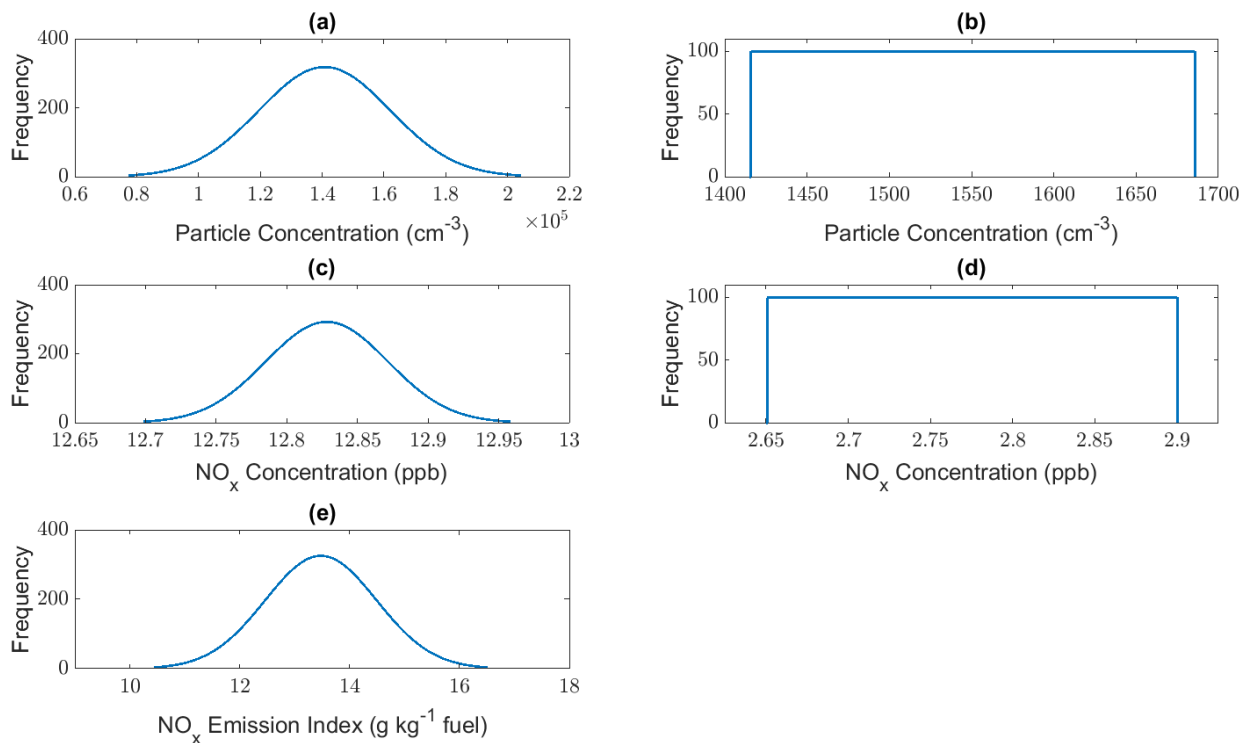 (a)
Frequency
400
200
0
0.6 0.8 1 1.2 1.4 1.6 1.8 2 2.2
×10⁵
Particle Concentration (cm⁻³)
(b)
Frequency
100
50
0
1400 1450 1500 1550 1600 1650 1700
Particle Concentration (cm⁻³)
(c)
Frequency
400
200
0
12.65 12.7 12.75 12.8 12.85 12.9 12.95 13
NOₓ Concentration (ppb)
(d)
Frequency
100
50
0
2.65 2.7 2.75 2.8 2.85 2.9
NOₓ Concentration (ppb)
(e)
Frequency
400
200
0
10 12 14 16 18
NOₓ Emission Index (g kg⁻¹ fuel)